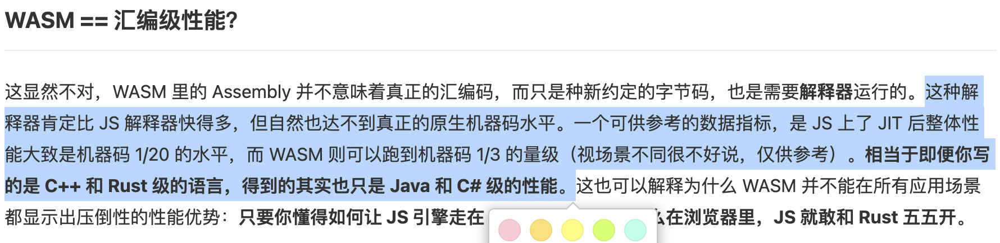 WASM == 汇编级性能?
这显然不对，WASM 里的 Assembly 并不意味着真正的汇编码，而只是种新约定的字节码，也是需要解释器运行的。这种解
释器肯定比 JS 解释器快得多，但自然也达不到真正的原生机器码水平。一个可供参考的数据指标，是 JS 上了 JIT 后整体性
能大致是机器码 1/20 的水平，而 WASM 则可以跑到机器码 1/3 的量级（视场景不同很不好说，仅供参考）。相当于即便你写
的是 C++ 和 Rust 级的语言，得到的其实也只是 Java 和 C# 级的性能。这也可以解释为什么 WASM 并不能在所有应用场景
都显示出压倒性的性能优势：只要你懂得如何让 JS 引擎走在 在浏览器里，JS 就敢和 Rust 五五开。